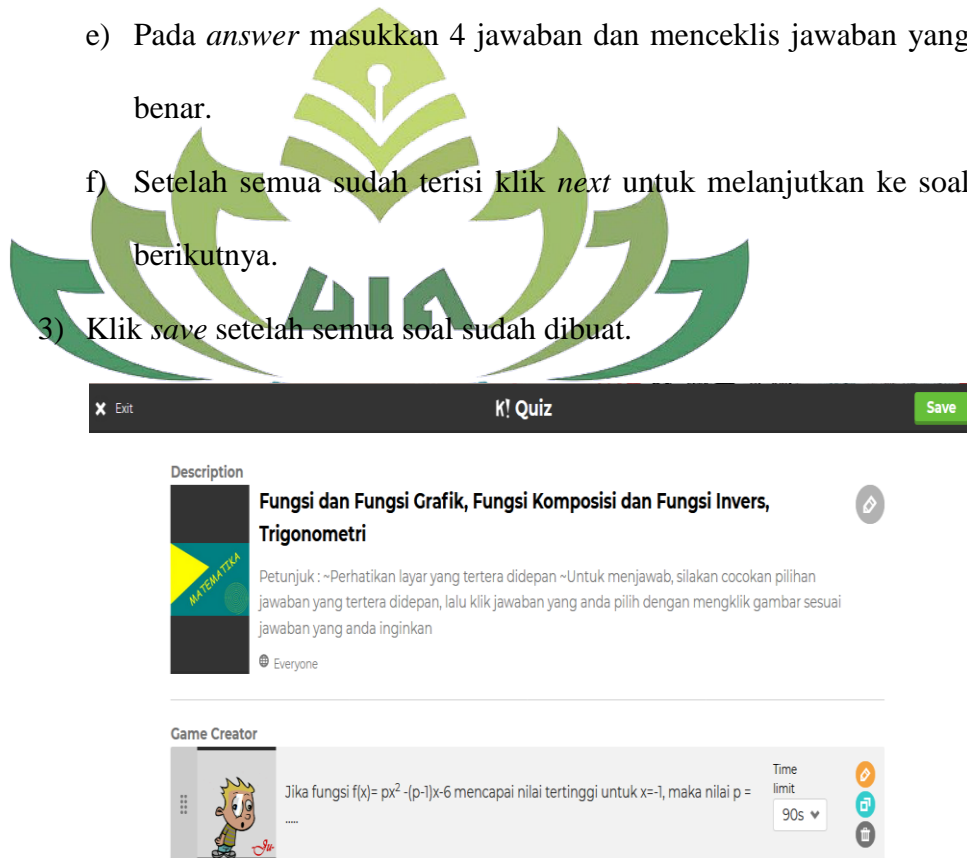 e) Pada answer masukkan 4 jawaban dan menceklis jawaban yang
benar.
f) Setelah semua sudah terisi klik next untuk melanjutkan ke soal
berikutnya.
UIN
3) Klik save setelah semua soal sudah dibuat.
Exit
K! Quiz
Save
Description
Fungsi dan Fungsi Grafik, Fungsi Komposisi dan Fungsi Invers,
Trigonometri
MATEMATIKA
Petunjuk : ~Perhatikan layar yang tertera didepan ~Untuk menjawab, silakan cocokan pilihan
jawaban yang tertera didepan, lalu klik jawaban yang anda pilih dengan mengklik gambar sesuai
jawaban yang anda inginkan
Everyone
Game Creator
Jika fungsi f(x)= px² -(p-1)x-6 mencapai nilai tertinggi untuk x=-1, maka nilai p =
.....
Time
limit
90s